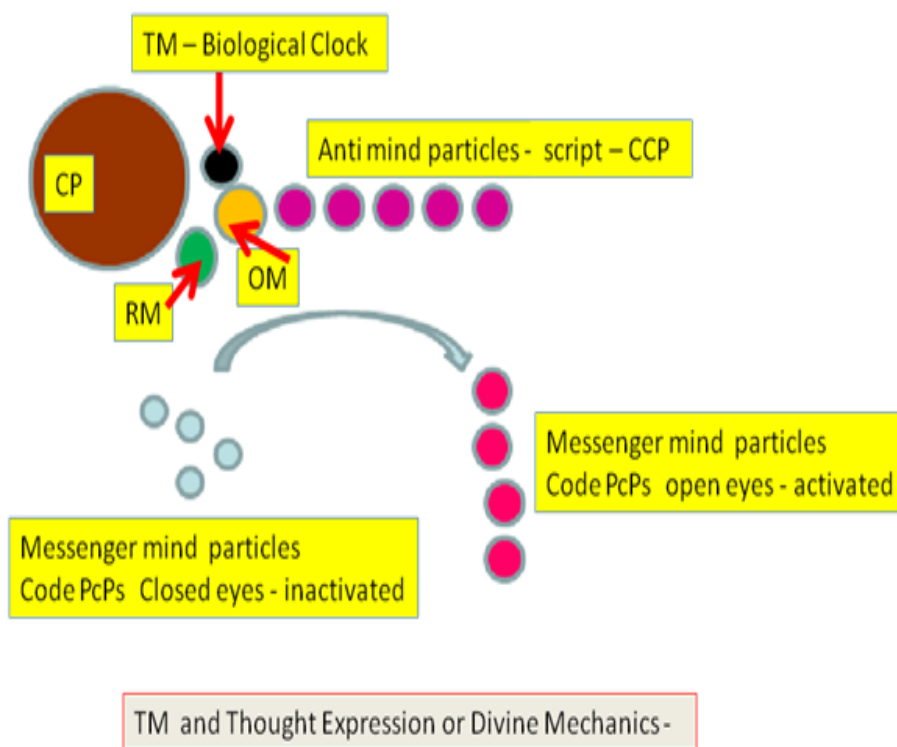 TM – Biological Clock
Anti mind particles - script – CCP
CP
OM
RM
Messenger mind particles
Code PcPs open eyes - activated
Messenger mind particles
Code PcPs Closed eyes - inactivated
TM and Thought Expression or Divine Mechanics -